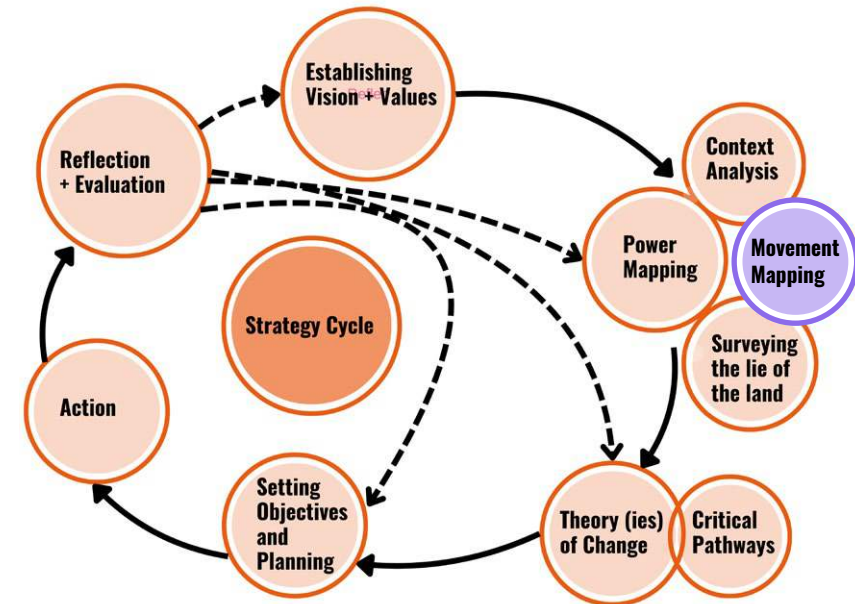 Establishing
Vision + Values
Reflection
+ Evaluation
Context
Analysis
Power
Mapping
Movement
Mapping
Strategy Cycle
Surveying
the lie of
the land
Action
Setting
Objectives
and
Planning
Theory (ies)
of Change
Critical
Pathways